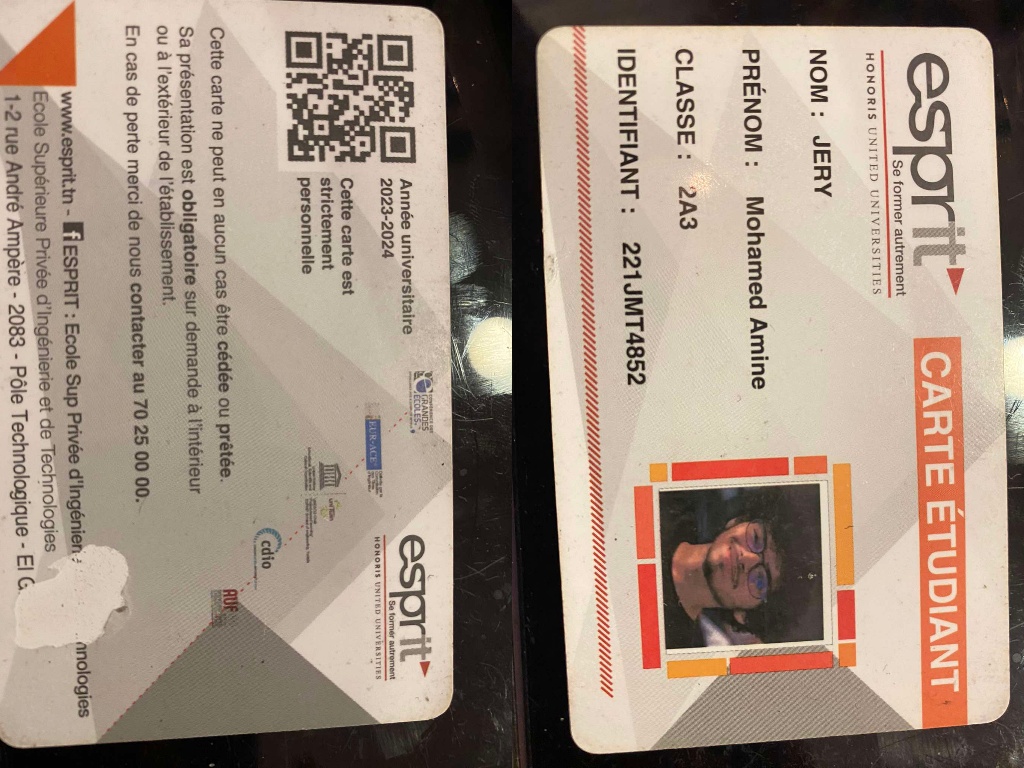 esprit
Se former autrement
HONORIS UNITED UNIVERSITIES
CARTE ÉTUDIANT
NOM : JERY
PRÉNOM : Mohamed Amine
CLASSE : 2A3
IDENTIFIANT : 221JMT4852
Année universitaire
2023-2024
Cette carte est
strictement
personnelle
CONFÉRENCE DES
GRANDES
ÉCOLES
EUR-ACE
esprit
Se former autrement
HONORIS UNITED UNIVERSITIES
cdio
AUF
Cette carte ne peut en aucun cas être cédée ou prêtée.
Sa présentation est obligatoire sur demande à l'intérieur
ou à l'extérieur de l'établissement.
En cas de perte merci de nous contacter au 70 25 00 00.
www.esprit.tn - ESPRIT : Ecole Sup Privée
Ecole Supérieure Privée d'Ingénierie et de Technologies
1-2 rue André Ampère - 2083 - Pôle Technologique - El